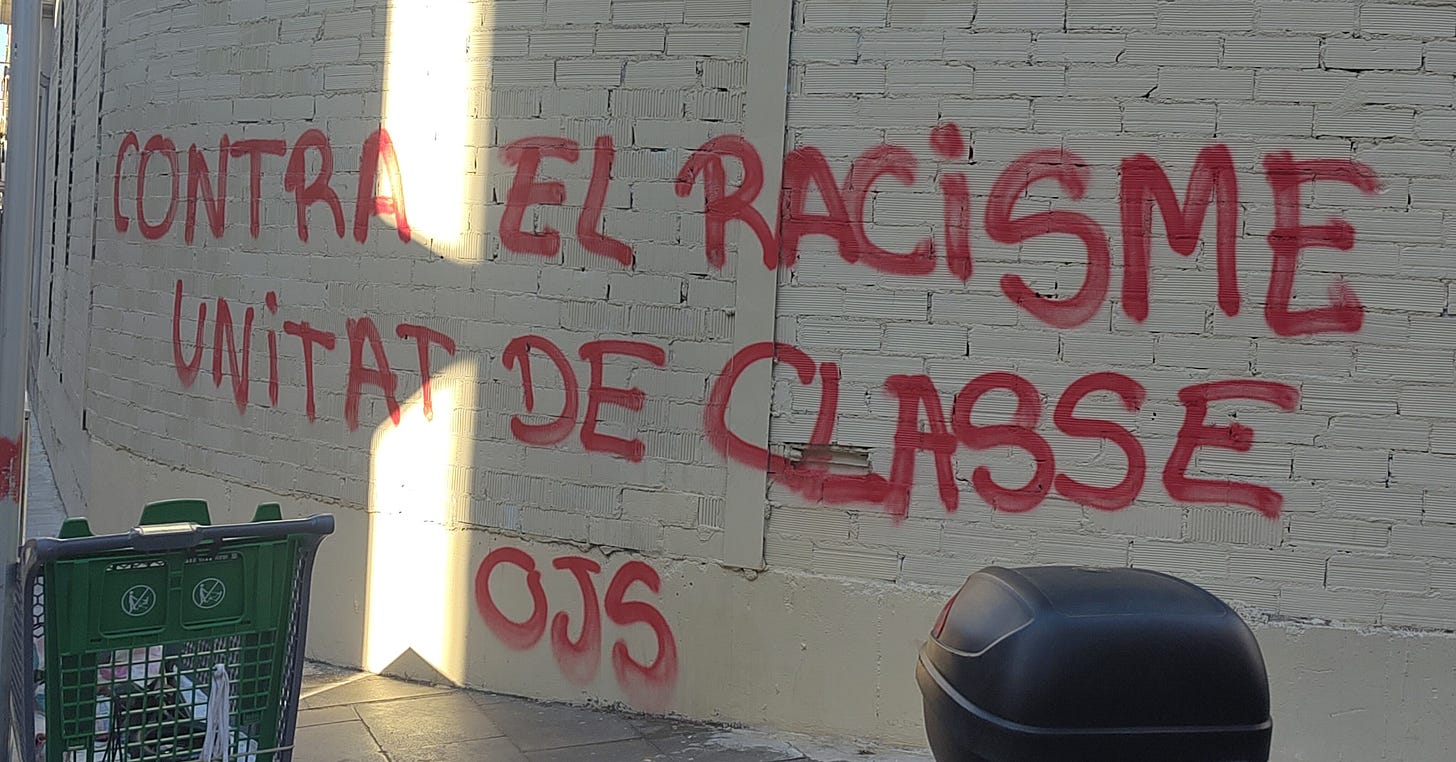 CONTRA EL RACiSME
UNiTAT DE CLASSE
OJS